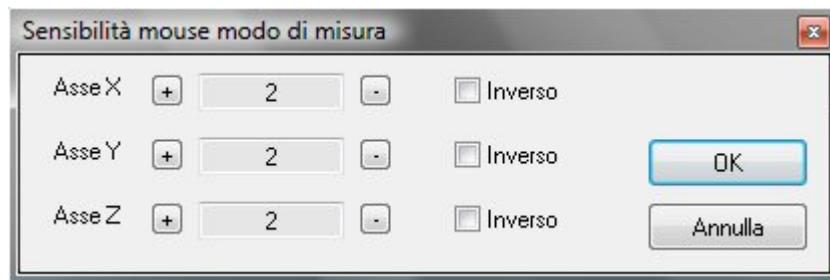 Sensibilità mouse modo di misura
Asse X + 2 - Inverso
Asse Y + 2 - Inverso
OK
Asse Z + 2 - Inverso
Annulla